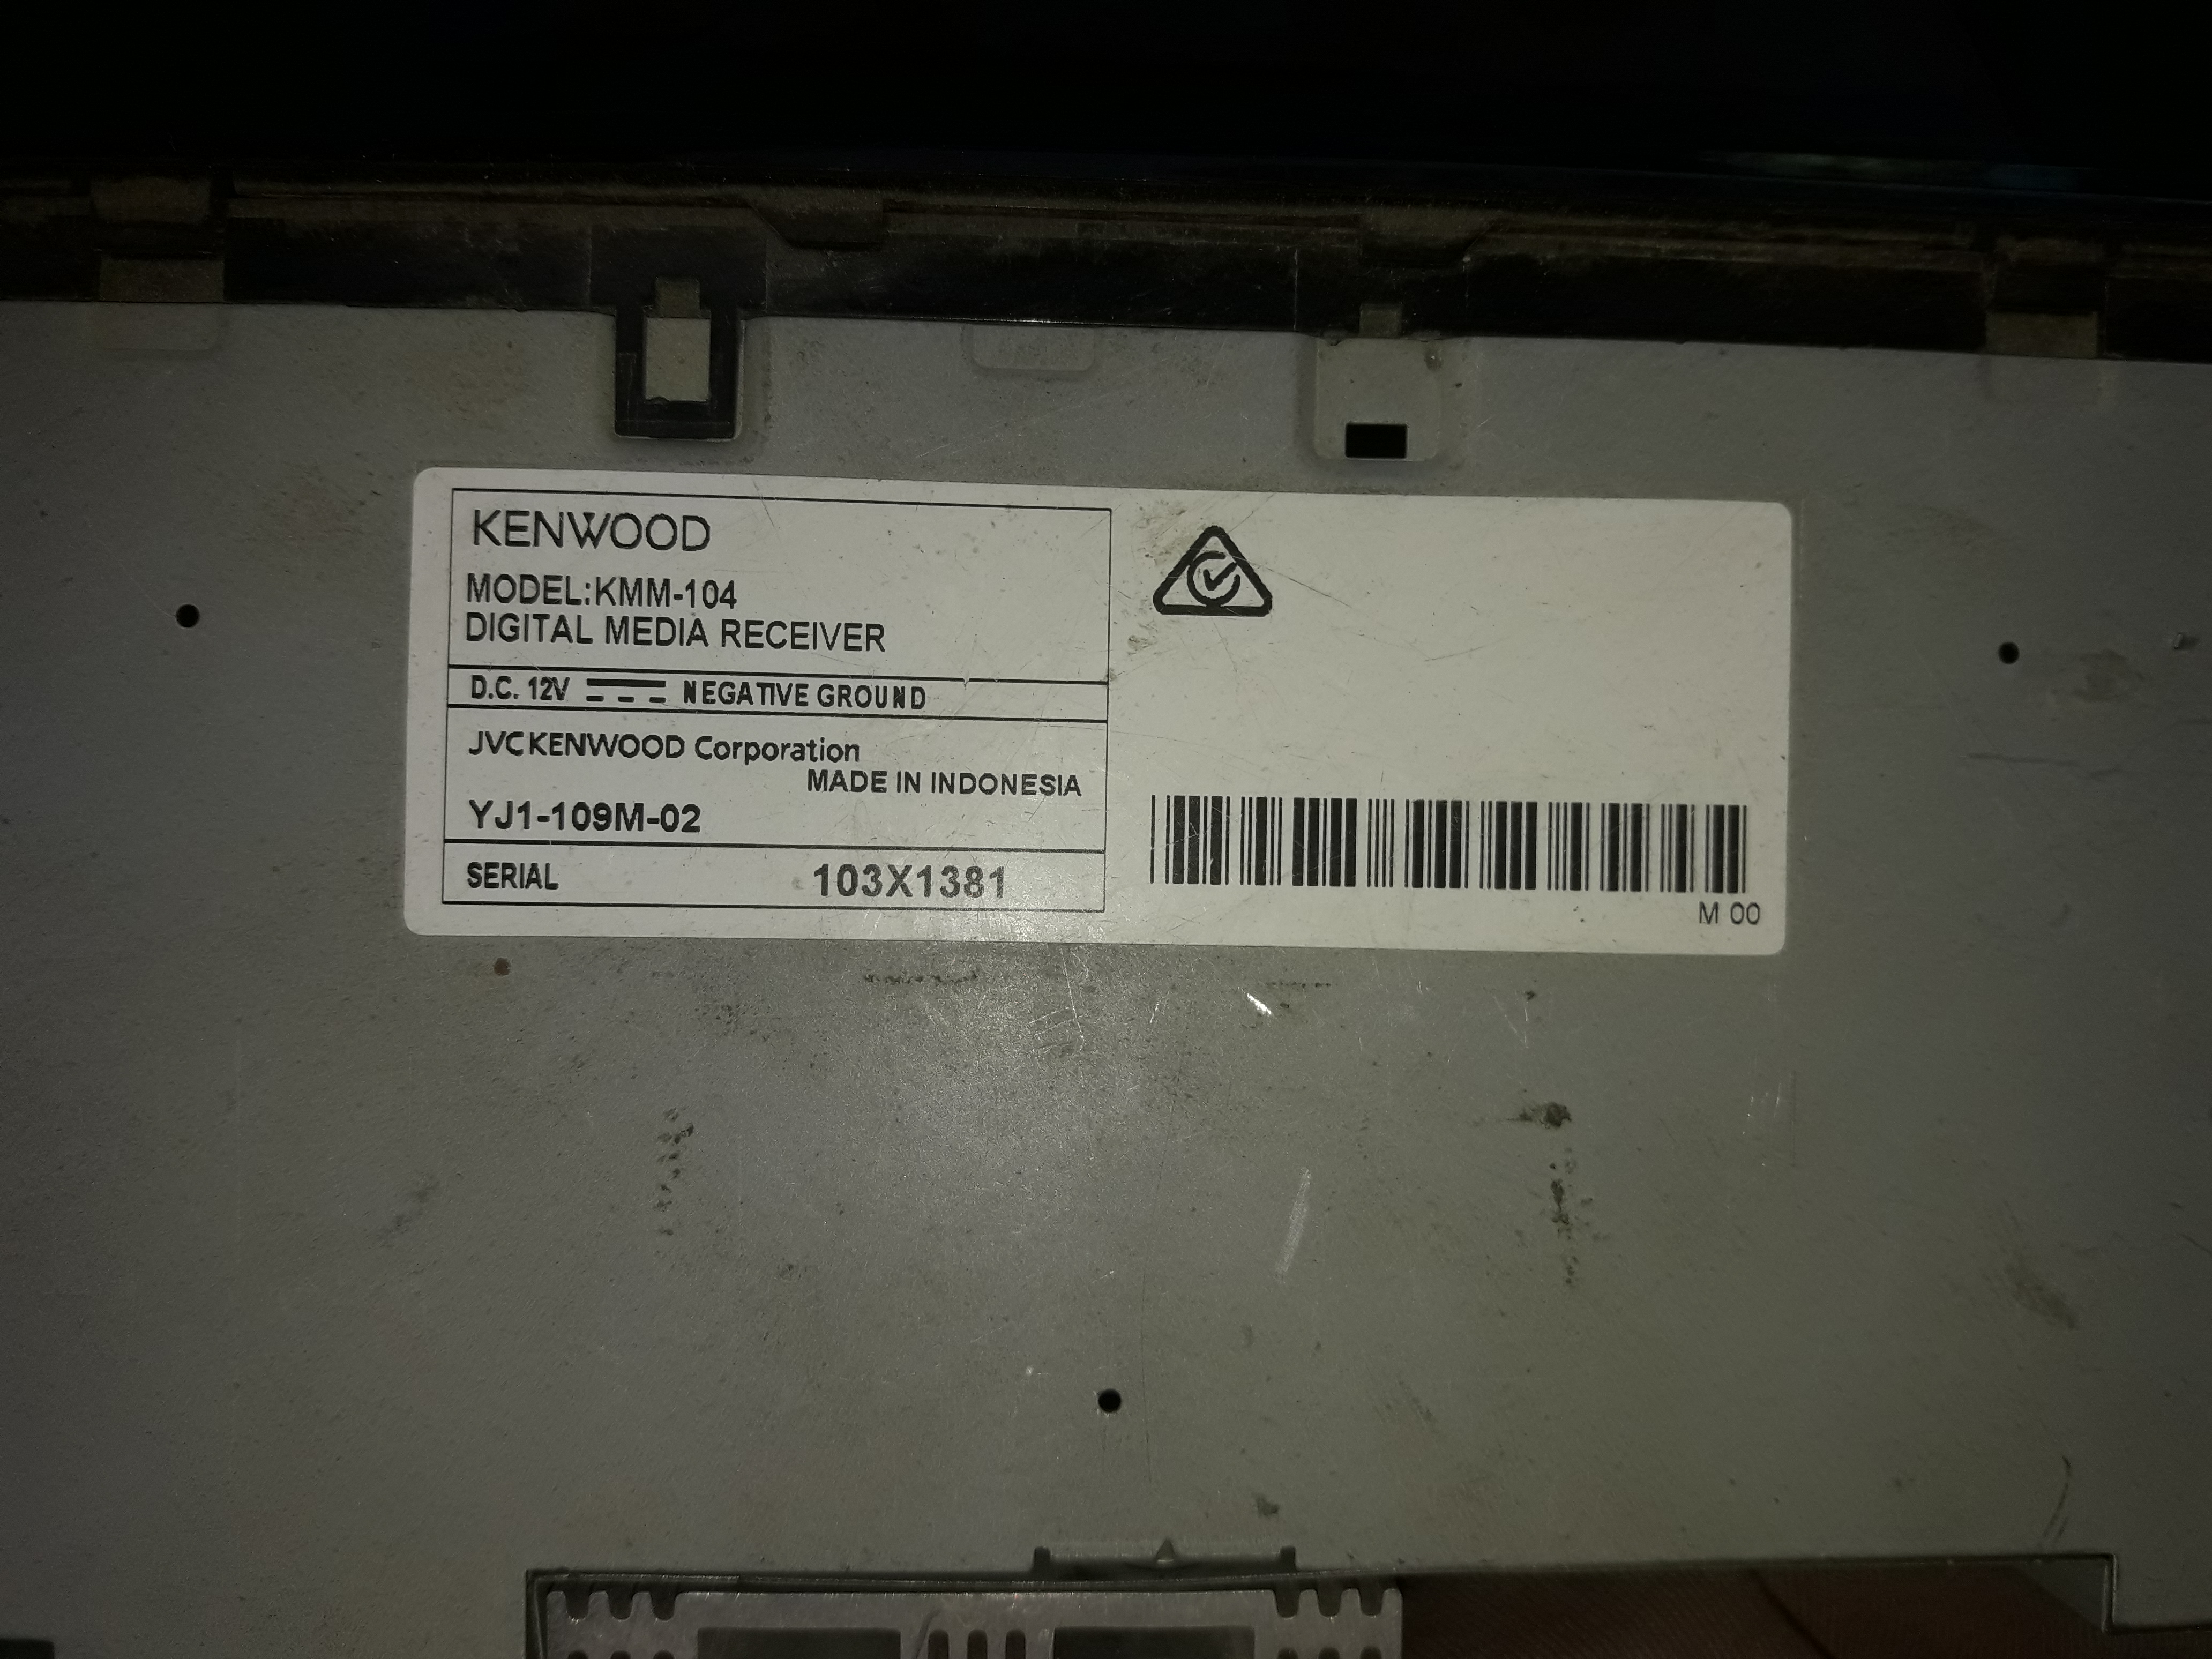 KENWOOD
MODEL:KMM-104
DIGITAL MEDIA RECEIVER
D.C. 12V NEGATIVE GROUND
JVCKENWOOD Corporation
MADE IN INDONESIA
YJ1-109M-02
SERIAL 103X1381
M 00